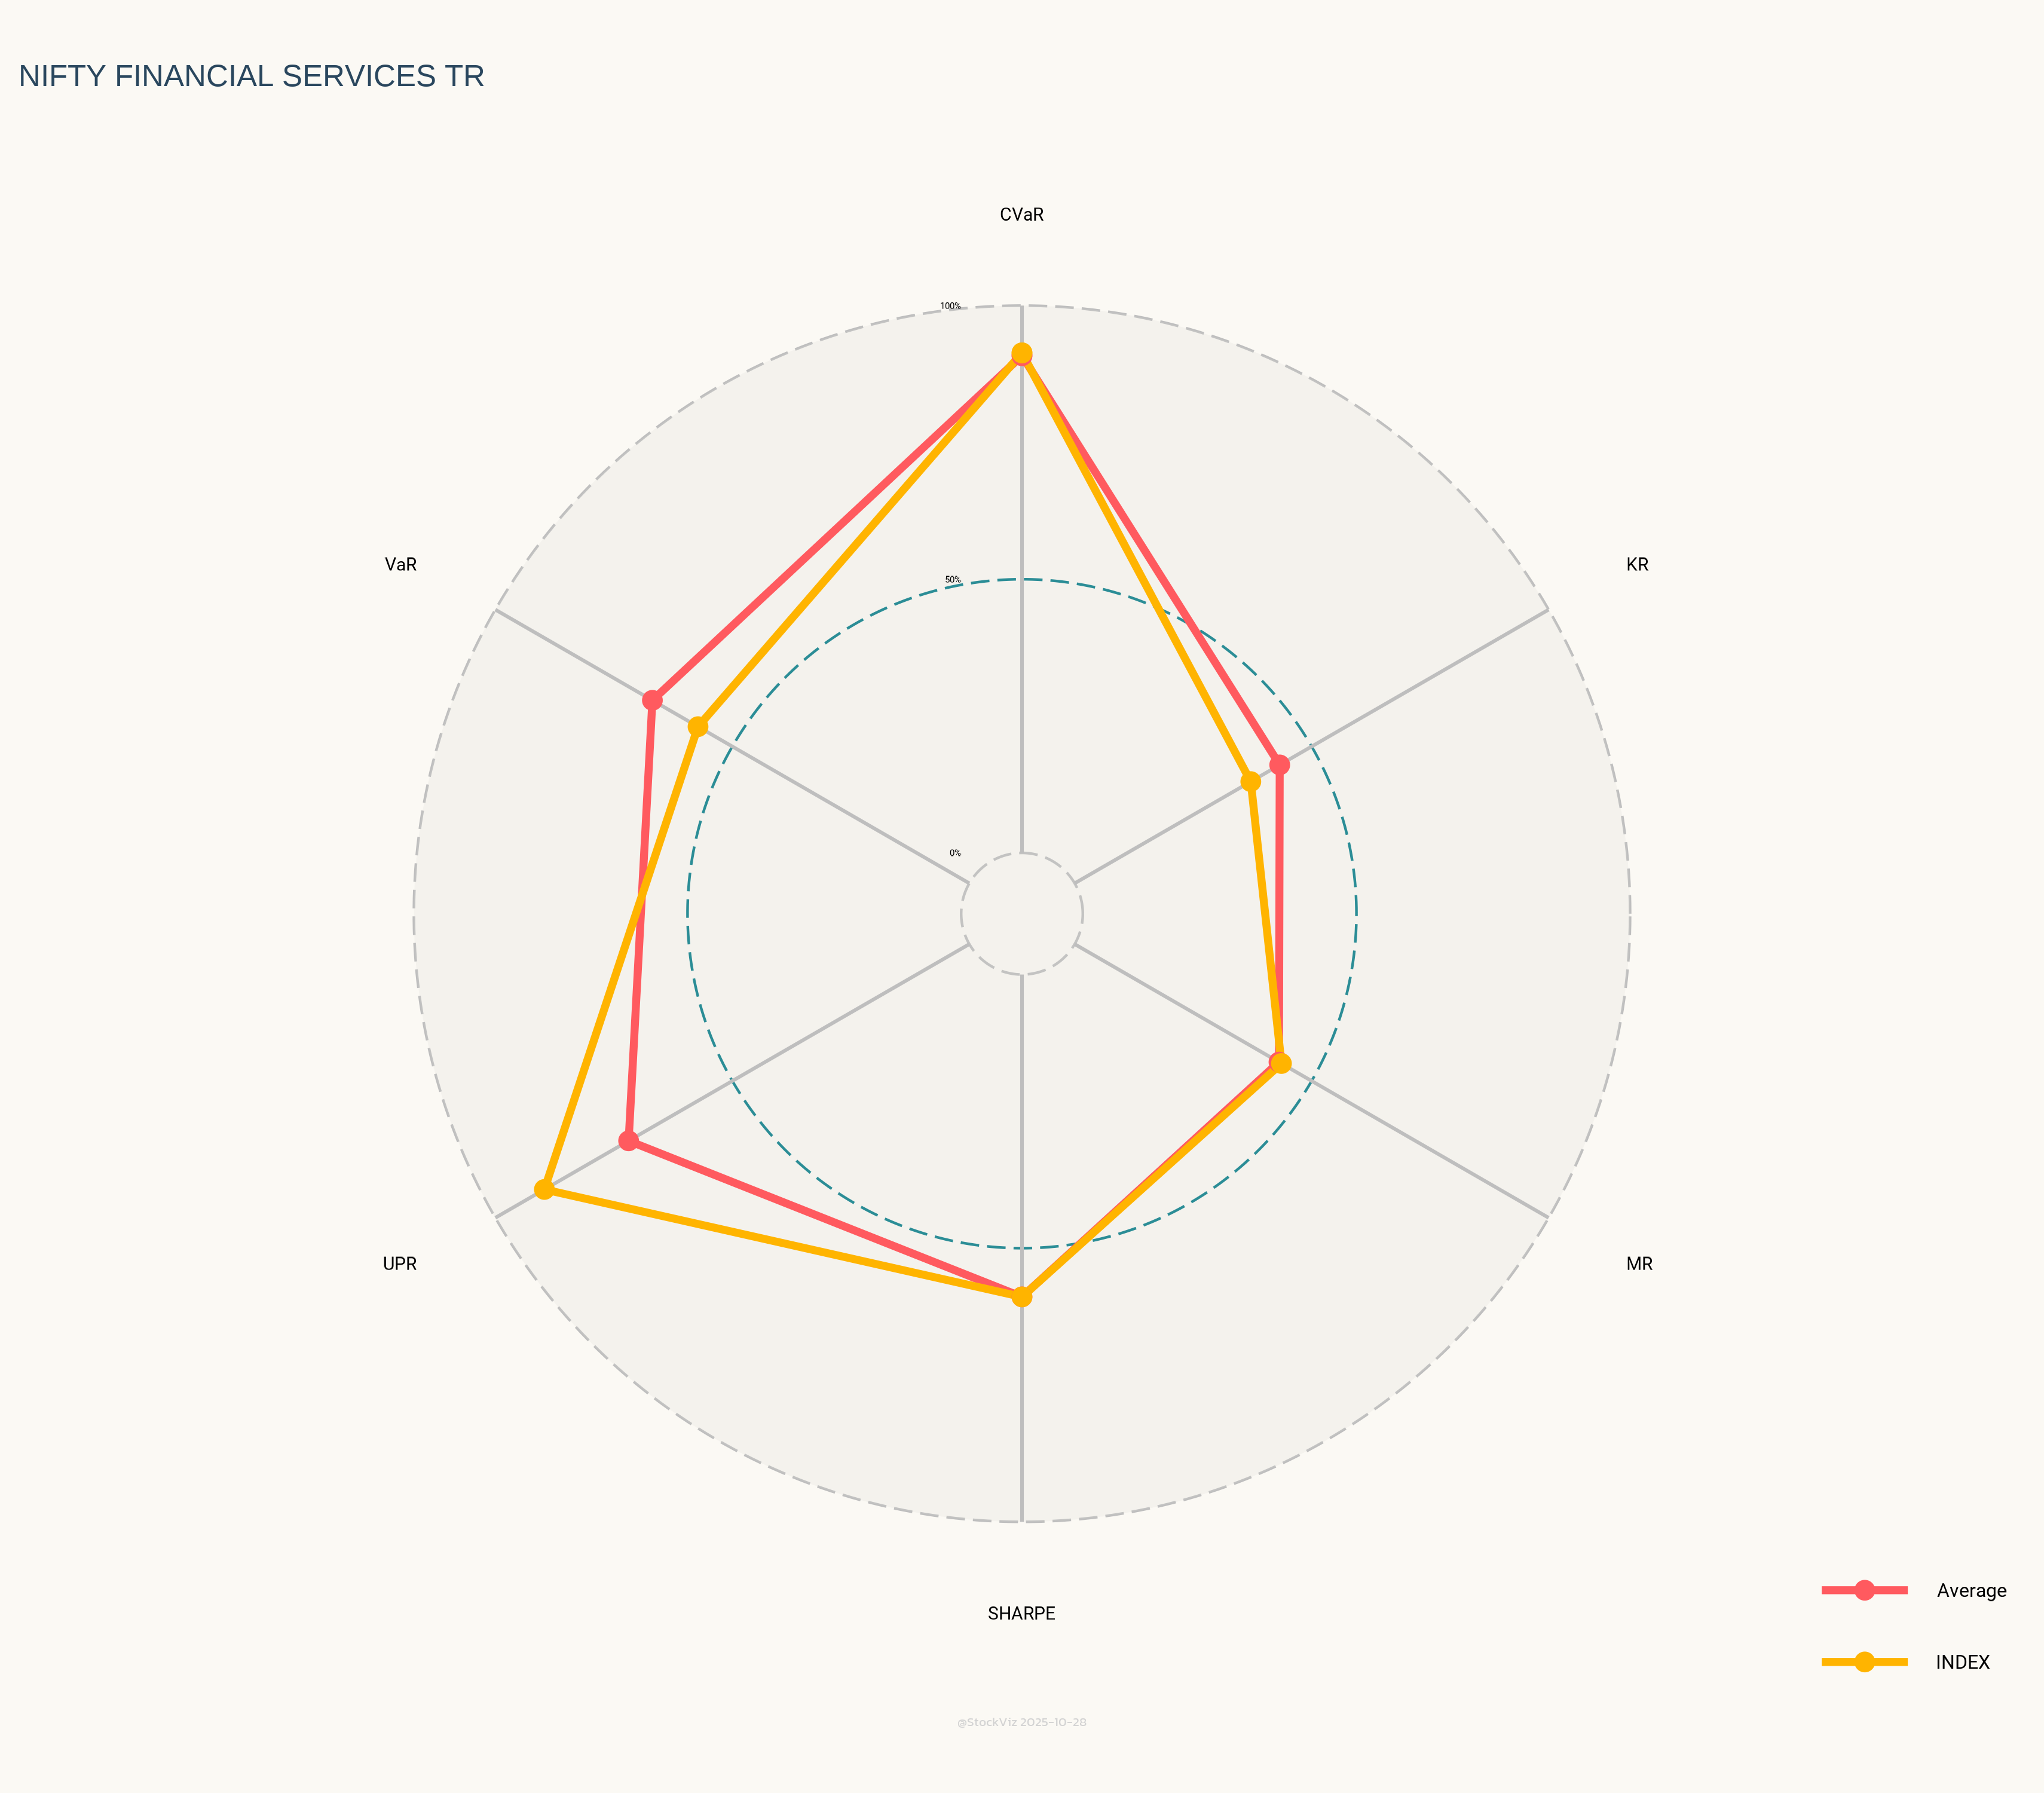 NIFTY FINANCIAL SERVICES TR
CVaR
100%
KR
VaR
50%
0%
UPR
MR
SHARPE
Average
INDEX
@StockViz 2025-10-28